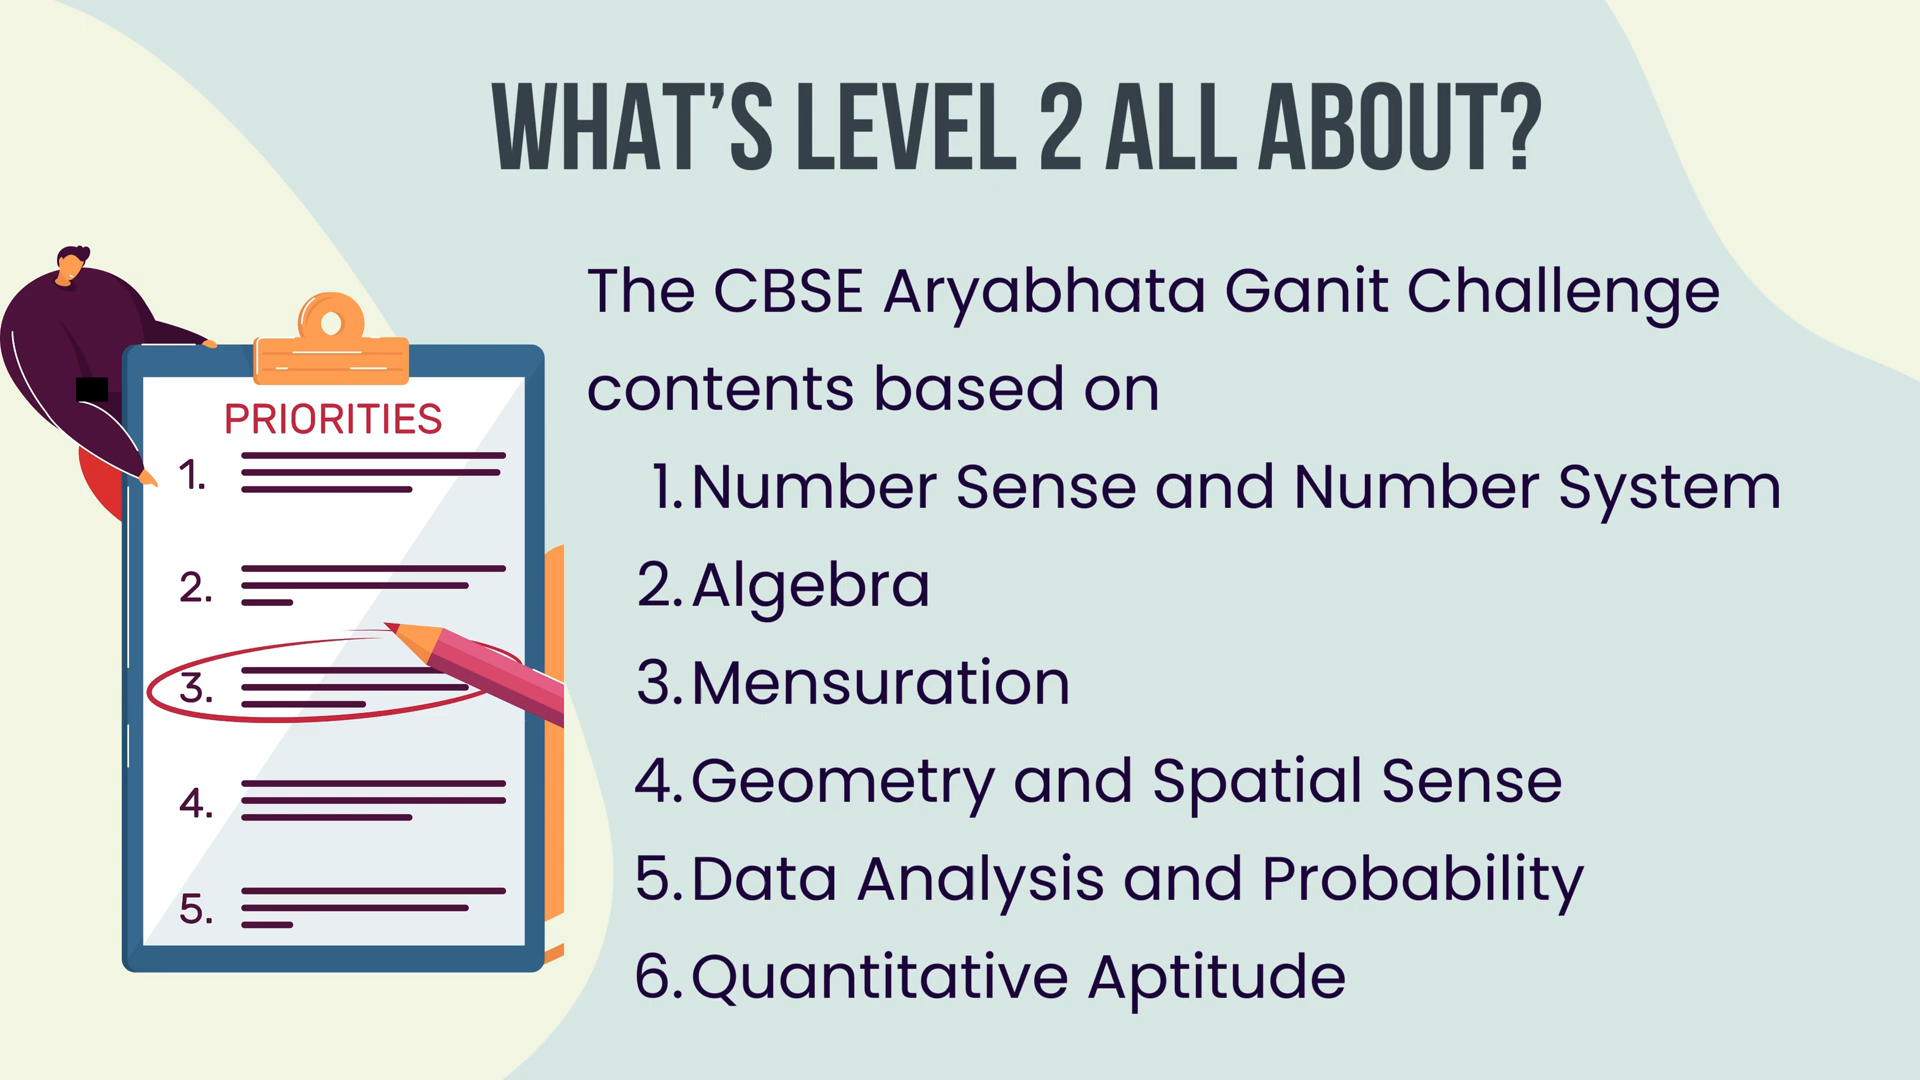 WHAT'S LEVEL 2 ALL ABOUT?
The CBSE Aryabhata Ganit Challenge
contents based on
1. Number Sense and Number System
2. Algebra
3. Mensuration
4. Geometry and Spatial Sense
5. Data Analysis and Probability
6. Quantitative Aptitude
PRIORITIES
1.
2.
3.
4.
5.